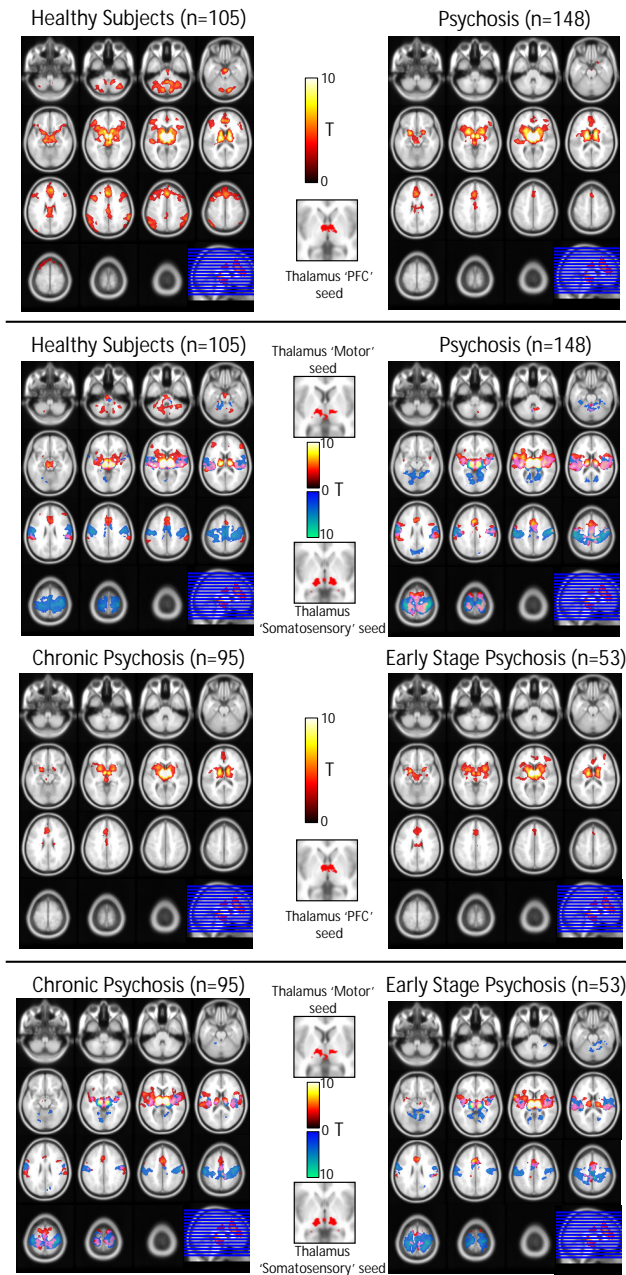 Healthy Subjects (n=105)
Psychosis (n=148)
10
T
0
Thalamus 'PFC'
seed
Healthy Subjects (n=105)
Thalamus 'Motor'
seed
Psychosis (n=148)
10
0 T
0
10
Thalamus
'Somatosensory' seed
Chronic Psychosis (n=95)
Early Stage Psychosis (n=53)
10
T
0
Thalamus 'PFC'
seed
Chronic Psychosis (n=95)
Thalamus 'Motor'
seed
Early Stage Psychosis (n=53)
10
0 T
0
10
Thalamus
'Somatosensory' seed